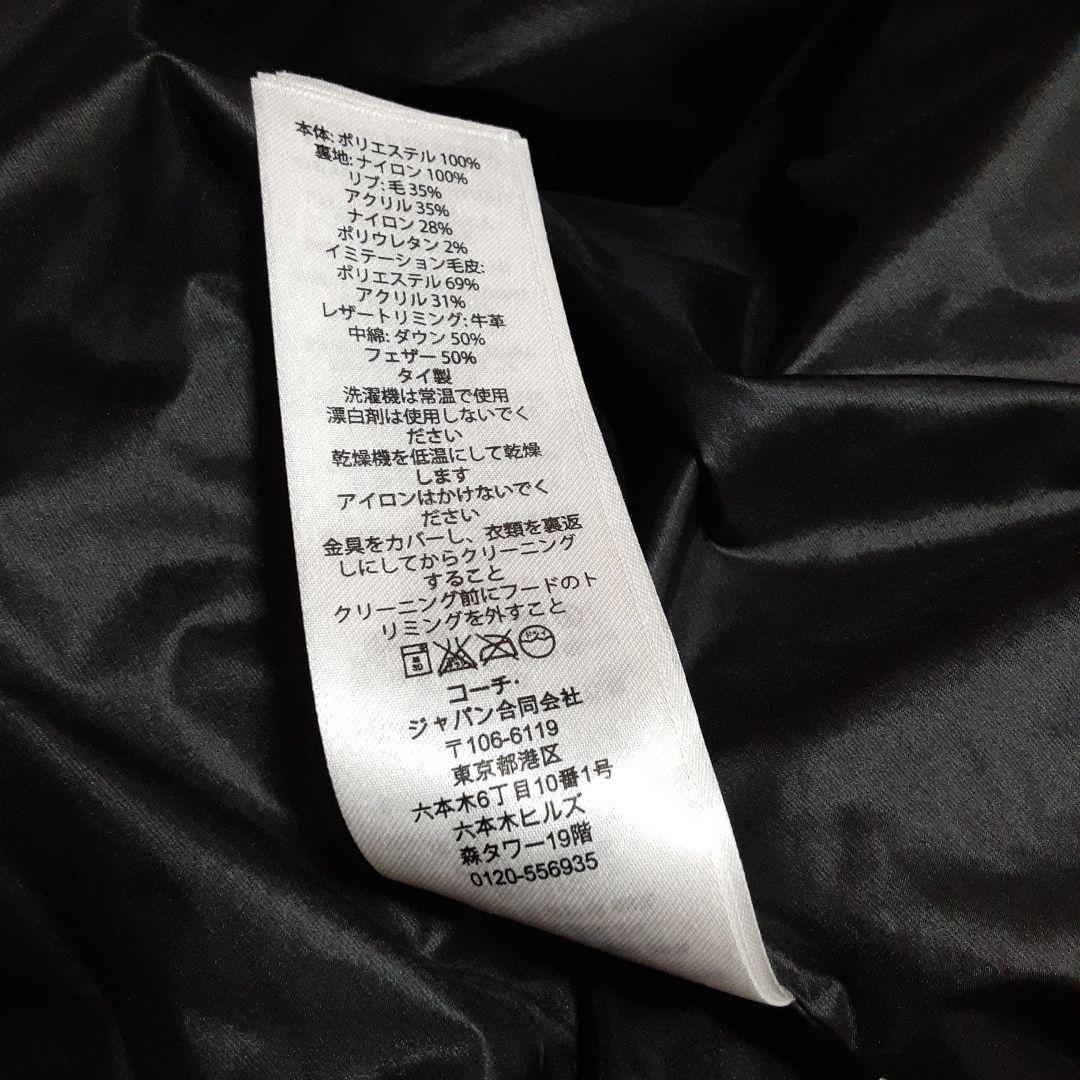 本体: ポリエステル 100%
裏地: ナイロン 100%
リブ: 毛 35%
アクリル 35%
ナイロン 28%
ポリウレタン 2%
イミテーション毛皮:
ポリエステル 69%
アクリル 31%
レザートリミング: 牛革
中綿: ダウン 50%
フェザー 50%
タイ製
洗濯機は常温で使用
漂白剤は使用しないでく
ださい
乾燥機を低温にして乾燥
します
アイロンはかけないでく
ださい
金具をカバーし、衣類を裏返
しにしてからクリーニング
すること
クリーニング前にフードのト
リミングを外すこと
ドライ
コーチ・
ジャパン合同会社
〒106-6119
東京都港区
六本木6丁目10番1号
六本木ヒルズ
森タワー19階
0120-556935